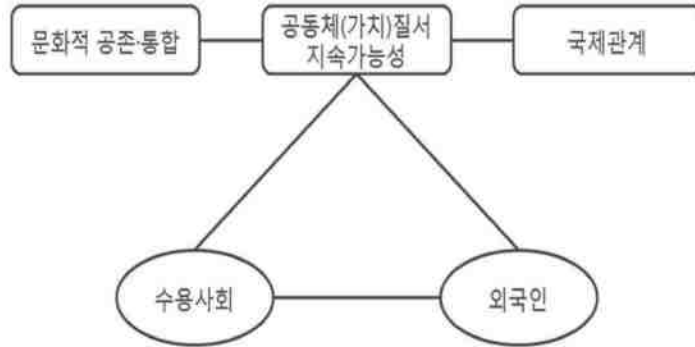 문화적 공존·통합
공동체(가치)질서
지속가능성
국제관계
수용사회
외국인